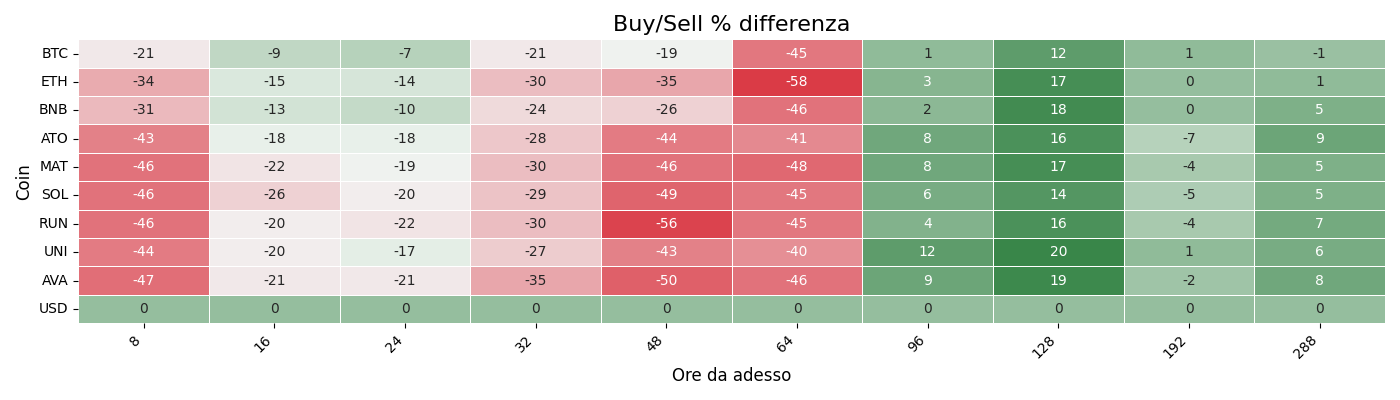 Buy/Sell % differenza
Coin
BTC -21 -9 -7 -21 -19 -45 1 12 1 -1
ETH -34 -15 -14 -30 -35 -58 3 17 0 1
BNB -31 -13 -10 -24 -26 -46 2 18 0 5
ATO -43 -18 -18 -28 -44 -41 8 16 -7 9
MAT -46 -22 -19 -30 -46 -48 8 17 -4 5
SOL -46 -26 -20 -29 -49 -45 6 14 -5 5
RUN -46 -20 -22 -30 -56 -45 4 16 -4 7
UNI -44 -20 -17 -27 -43 -40 12 20 1 6
AVA -47 -21 -21 -35 -50 -46 9 19 -2 8
USD 0 0 0 0 0 0 0 0 0 0
8 16 24 32 48 64 96 128 192 288
Ore da adesso